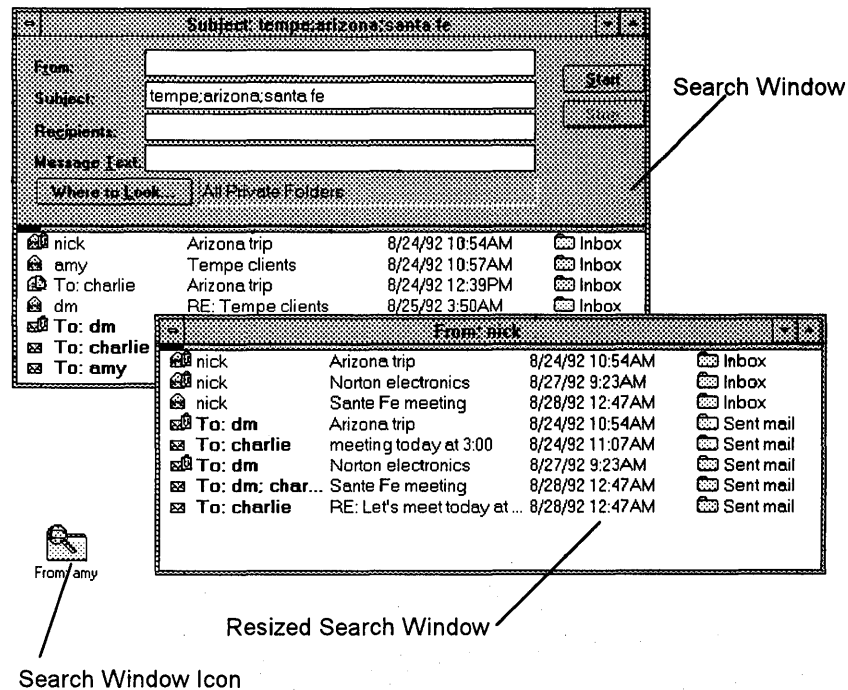 Subject: tempe;arizona;santa fe
From:
Start
Search Window
Subject: tempe;arizona;santa fe
Stop
Recipients:
Message Text:
Where to Look... All Private Folders
nick Arizona trip 8/24/92 10:54AM Inbox
amy Tempe clients 8/24/92 10:57AM Inbox
To: charlie Arizona trip 8/24/92 12:39PM Inbox
dm RE: Tempe clients 8/25/92 3:50AM Inbox
To: dm
To: charlie
To: amy
From: nick
nick Arizona trip 8/24/92 10:54AM Inbox
nick Norton electronics 8/27/92 9:23AM Inbox
nick Sante Fe meeting 8/28/92 12:47AM Inbox
To: dm Arizona trip 8/24/92 10:54AM Sent mail
To: charlie meeting today at 3:00 8/24/92 11:07AM Sent mail
To: dm Norton electronics 8/27/92 9:23AM Sent mail
To: dm; char... Sante Fe meeting 8/28/92 12:47AM Sent mail
To: charlie RE: Let's meet today at ... 8/28/92 12:47AM Sent mail
From: amy
Resized Search Window
Search Window Icon